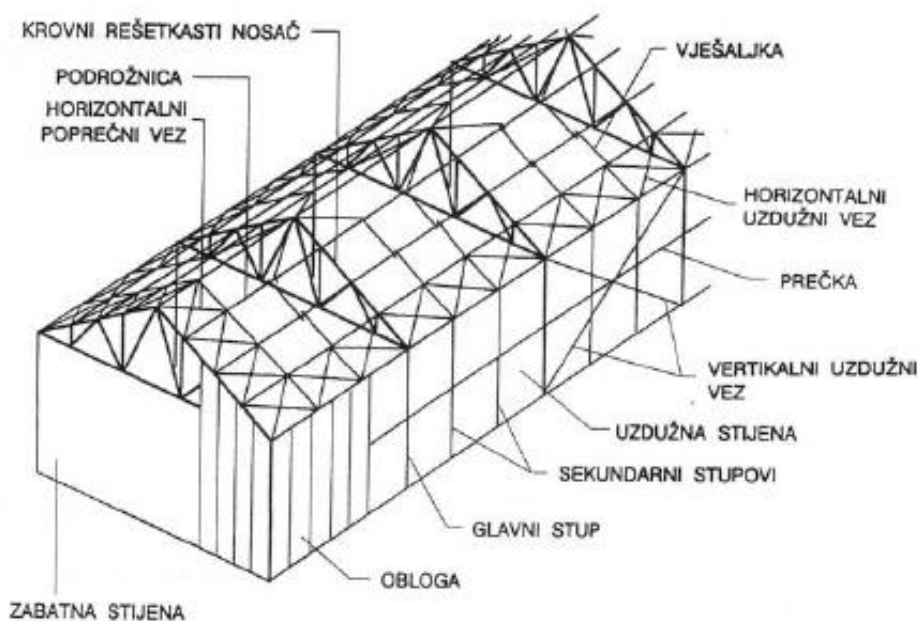 KROVNI REŠETKASTI NOSAČ
PODROŽNICA
HORIZONTALNI
POPREČNI VEZ
VJEŠALJKA
HORIZONTALNI
UZDUŽNI VEZ
PREČKA
VERTIKALNI UZDUŽNI
VEZ
UZDUŽNA STIJENA
SEKUNDARNI STUPOVI
GLAVNI STUP
OBLOGA
ZABATNA STIJENA